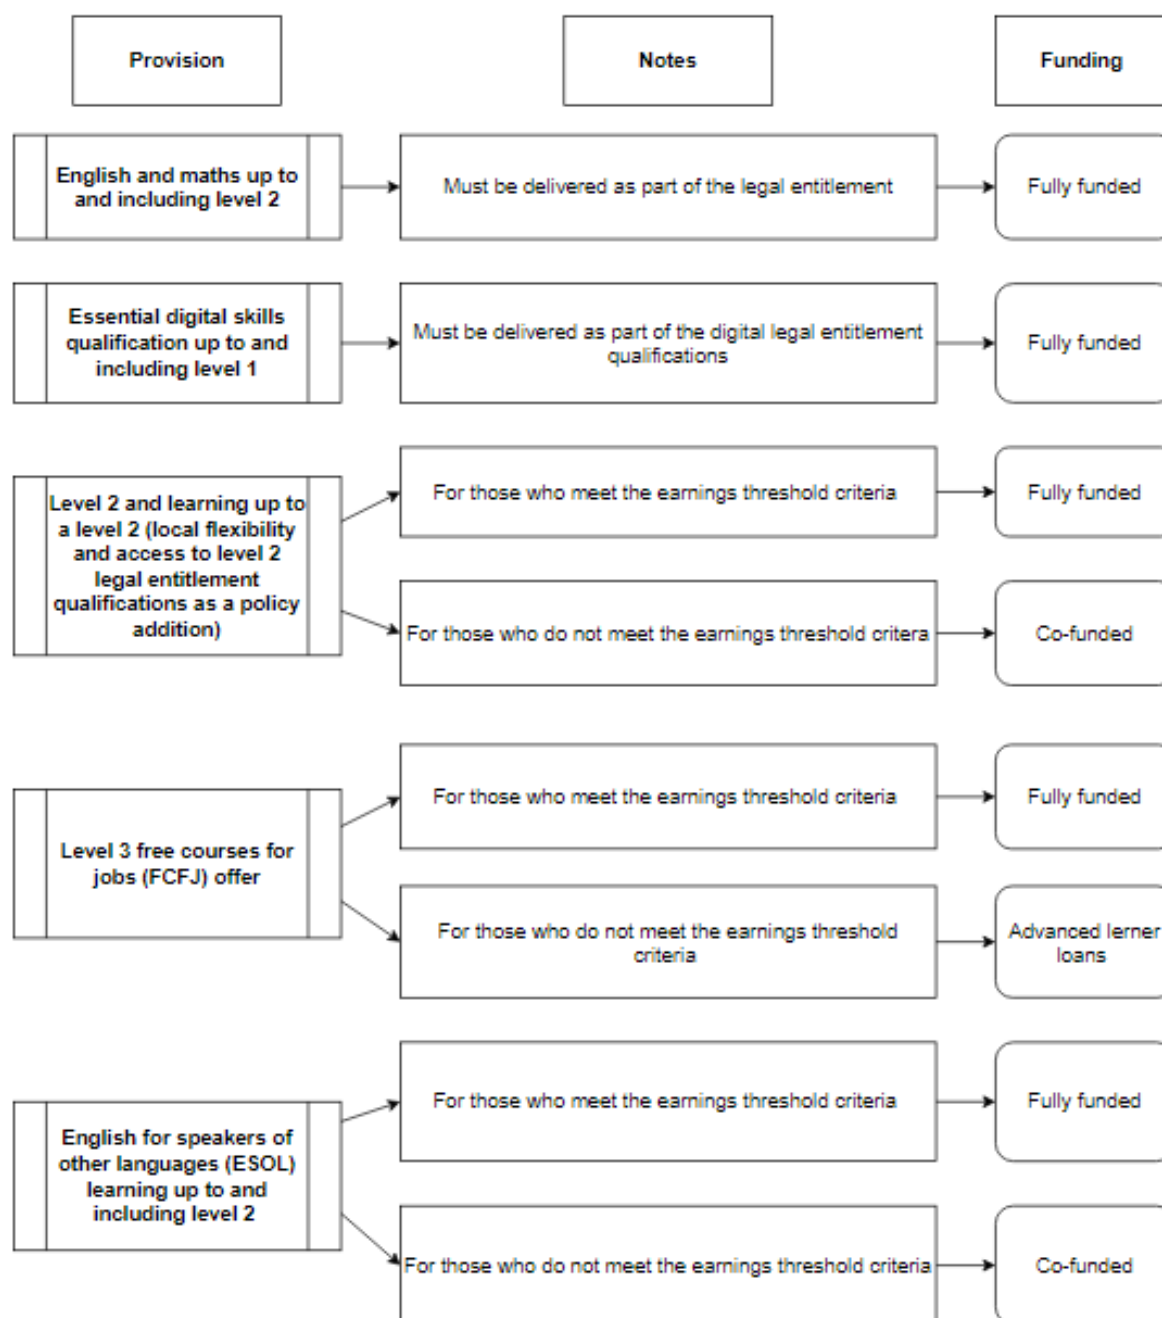 Provision
Notes
Funding
English and maths up to
and including level 2
Must be delivered as part of the legal entitlement
Fully funded
Essential digital skills
qualification up to and
including level 1
Must be delivered as part of the digital legal entitlement
qualifications
Fully funded
Level 2 and learning up to
a level 2 (local flexibility
and access to level 2
legal entitlement
qualifications as a policy
addition)
For those who meet the earnings threshold criteria
Fully funded
For those who do not meet the earnings threshold critera
Co-funded
Level 3 free courses for
jobs (FCFJ) offer
For those who meet the earnings threshold criteria
Fully funded
For those who do not meet the earnings threshold
criteria
Advanced lerner
loans
English for speakers of
other languages (ESOL)
learning up to and
including level 2
For those who meet the earnings threshold criteria
Fully funded
For those who do not meet the earnings threshold criteria
Co-funded